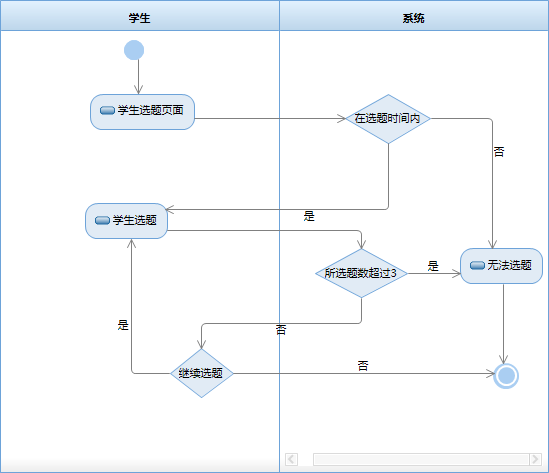 学生
系统
学生选题页面
在选题时间内
否
是
学生选题
所选题数超过3
是
无法选题
否
是
继续选题
否